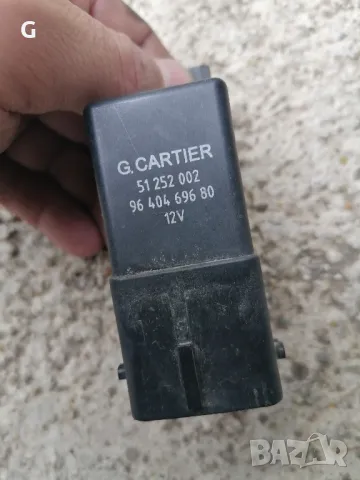 G
G.CARTIER
51 252 002
96 404 696 80
12V
BAZAR